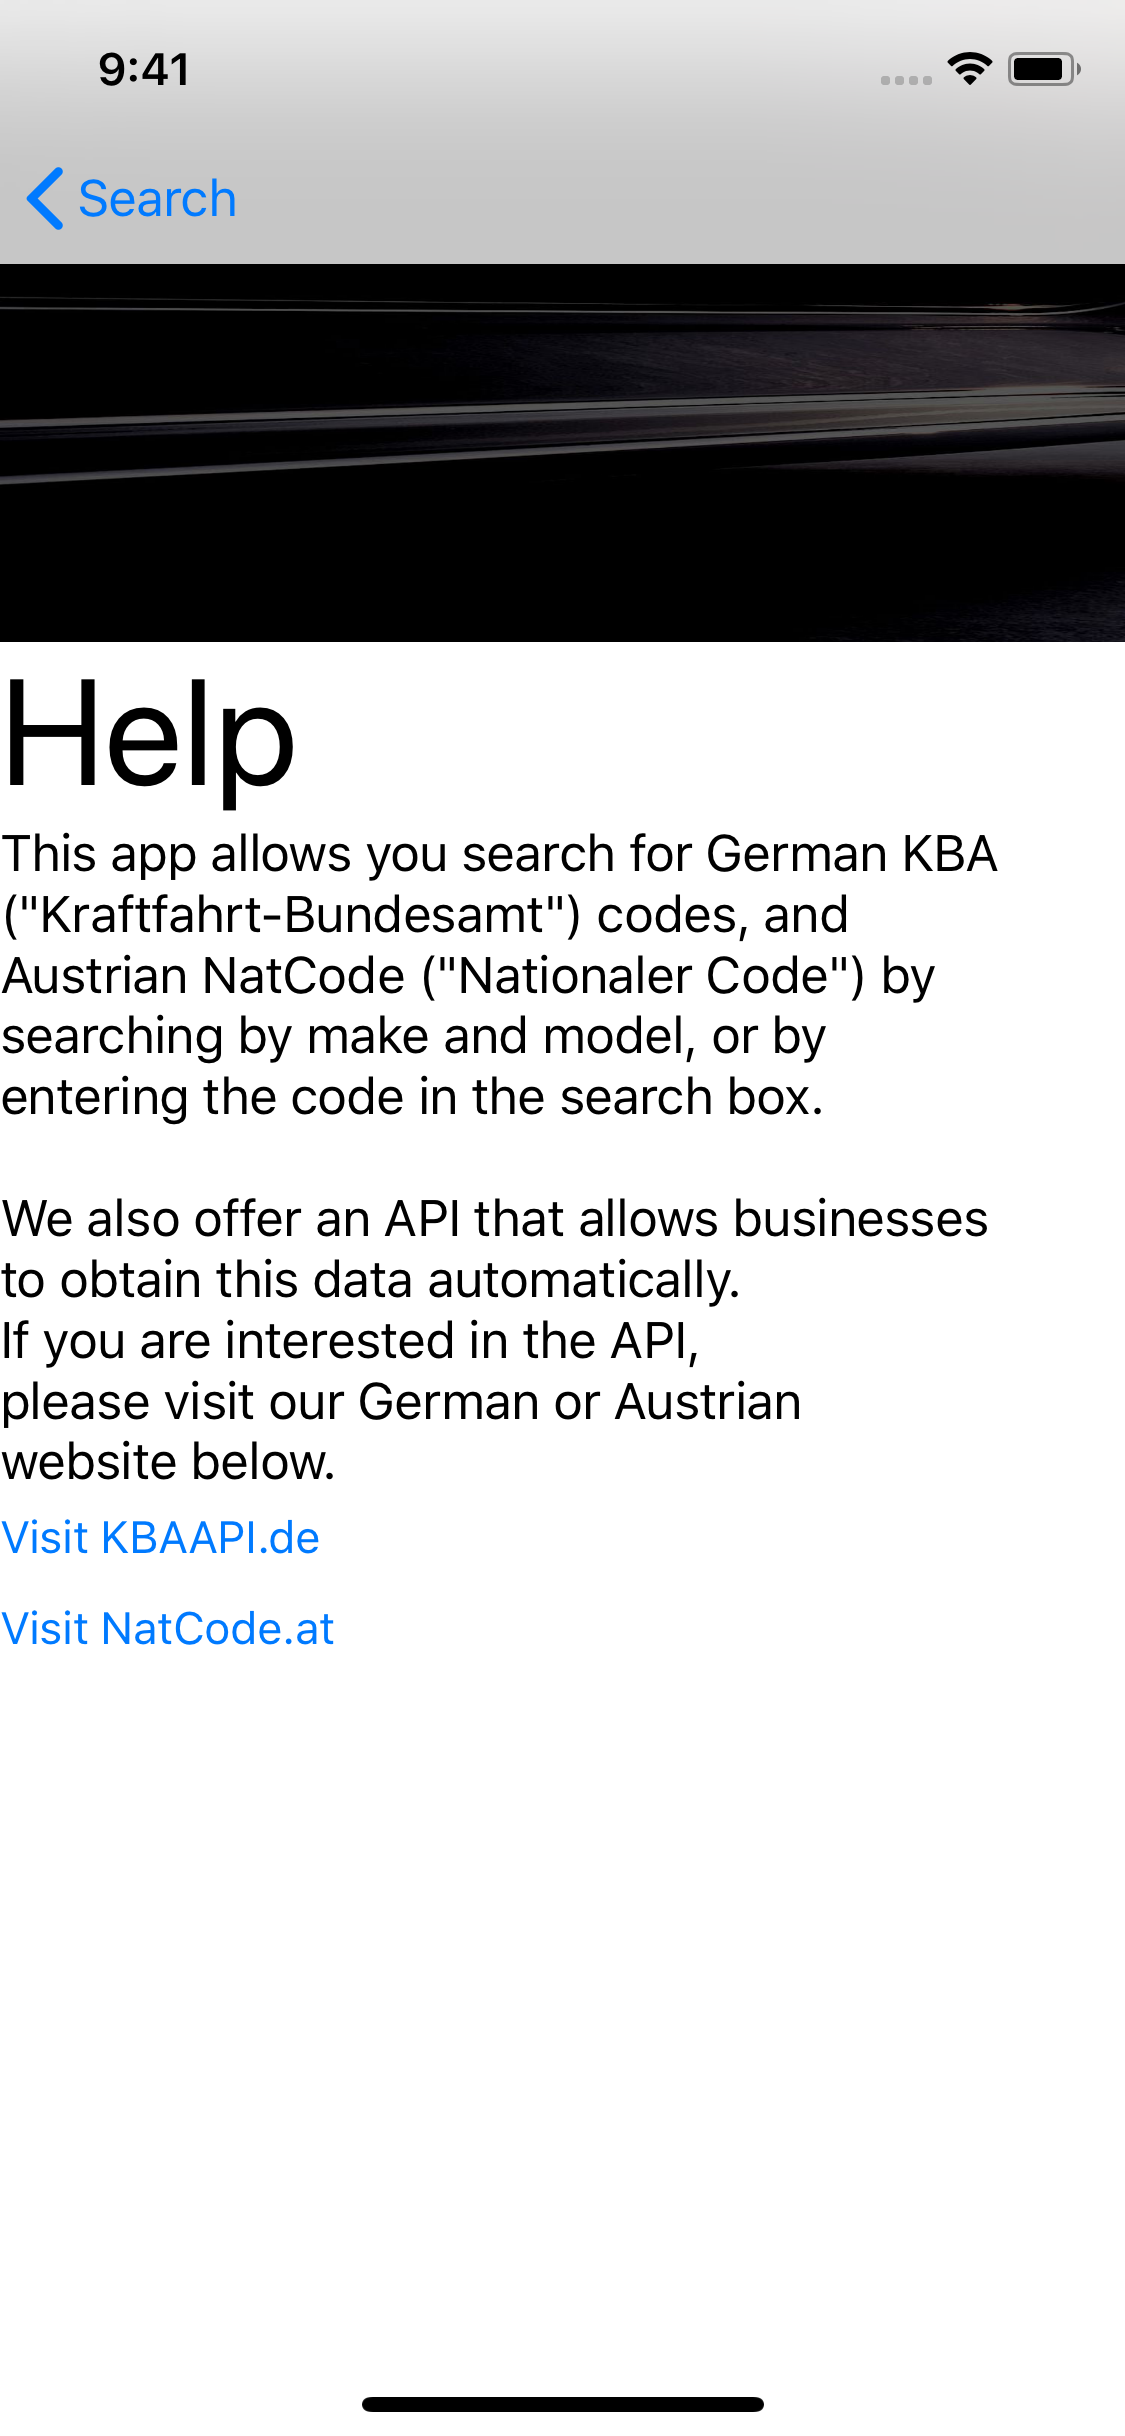 9:41
Search
Help
This app allows you search for German KBA
("Kraftfahrt-Bundesamt") codes, and
Austrian NatCode ("Nationaler Code") by
searching by make and model, or by
entering the code in the search box.
We also offer an API that allows businesses
to obtain this data automatically.
If you are interested in the API,
please visit our German or Austrian
website below.
Visit KBAAPI.de
Visit NatCode.at